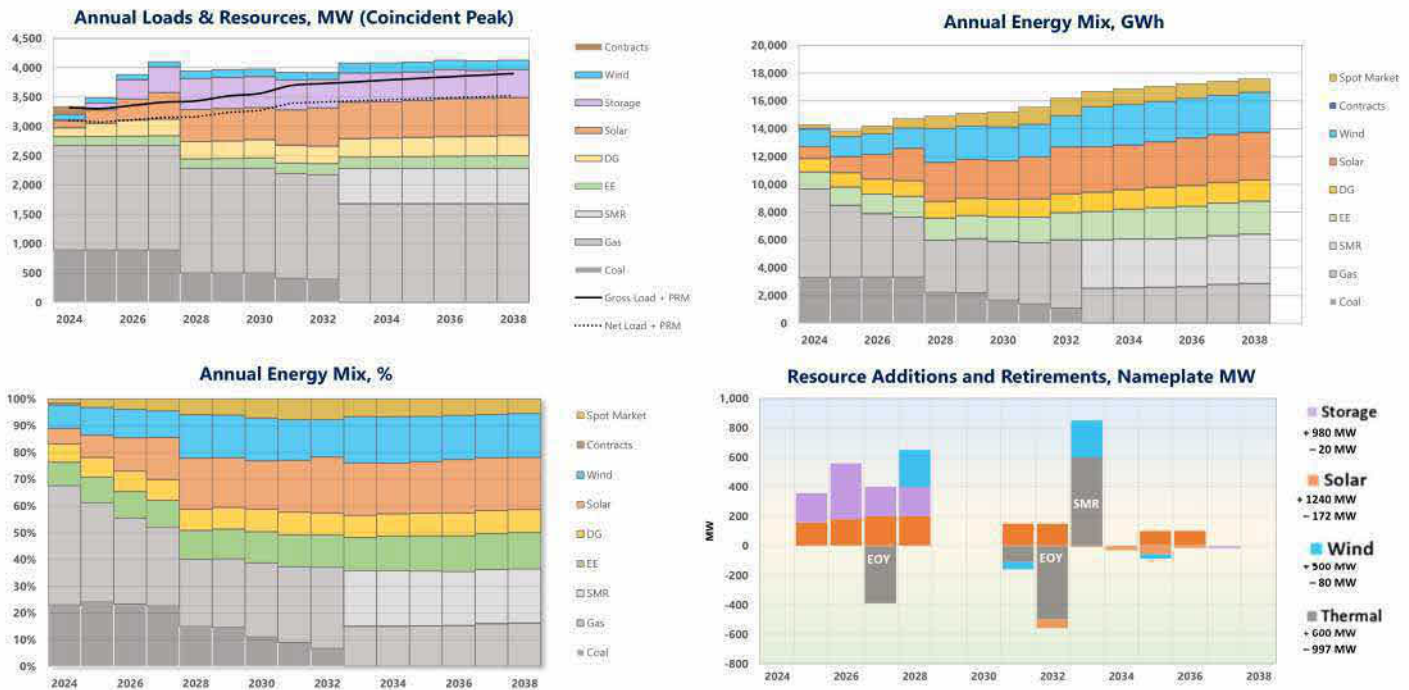 Annual Loads & Resources, MW (Coincident Peak)
4,500
4,000
3,500
3,000
2,500
2,000
1,500
1,000
500
0
2024 2026 2028 2030 2032 2034 2036 2038
Contracts
Wind
Storage
Solar
DG
EE
SMR
Gas
Coal
Gross Load + PRM
Net Load + PRM
Annual Energy Mix, GWh
20,000
18,000
16,000
14,000
12,000
10,000
8,000
6,000
4,000
2,000
0
2024 2026 2028 2030 2032 2034 2036 2038
Spot Market
Contracts
Wind
Solar
DG
EE
SMR
Gas
Coal
Annual Energy Mix, %
100%
90%
80%
70%
60%
50%
40%
30%
20%
10%
0%
2024 2026 2028 2030 2032 2034 2036 2038
Spot Market
Contracts
Wind
Solar
DG
EE
SMR
Gas
Coal
Resource Additions and Retirements, Nameplate MW
MW
1,000
800
600
400
200
0
-200
-400
-600
-800
EOY
EOY
SMR
2024 2026 2028 2030 2032 2034 2036 2038
Storage
+ 980 MW
– 20 MW
Solar
+ 1240 MW
– 172 MW
Wind
+ 500 MW
– 80 MW
Thermal
+ 600 MW
– 997 MW